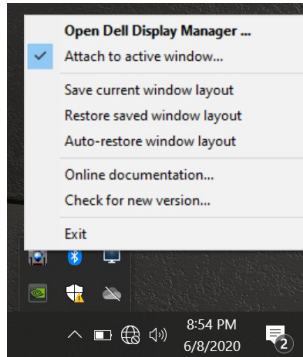 Open Dell Display Manager ...
Attach to active window...
Save current window layout
Restore saved window layout
Auto-restore window layout
Online documentation...
Check for new version...
Exit
8:54 PM
6/8/2020
2